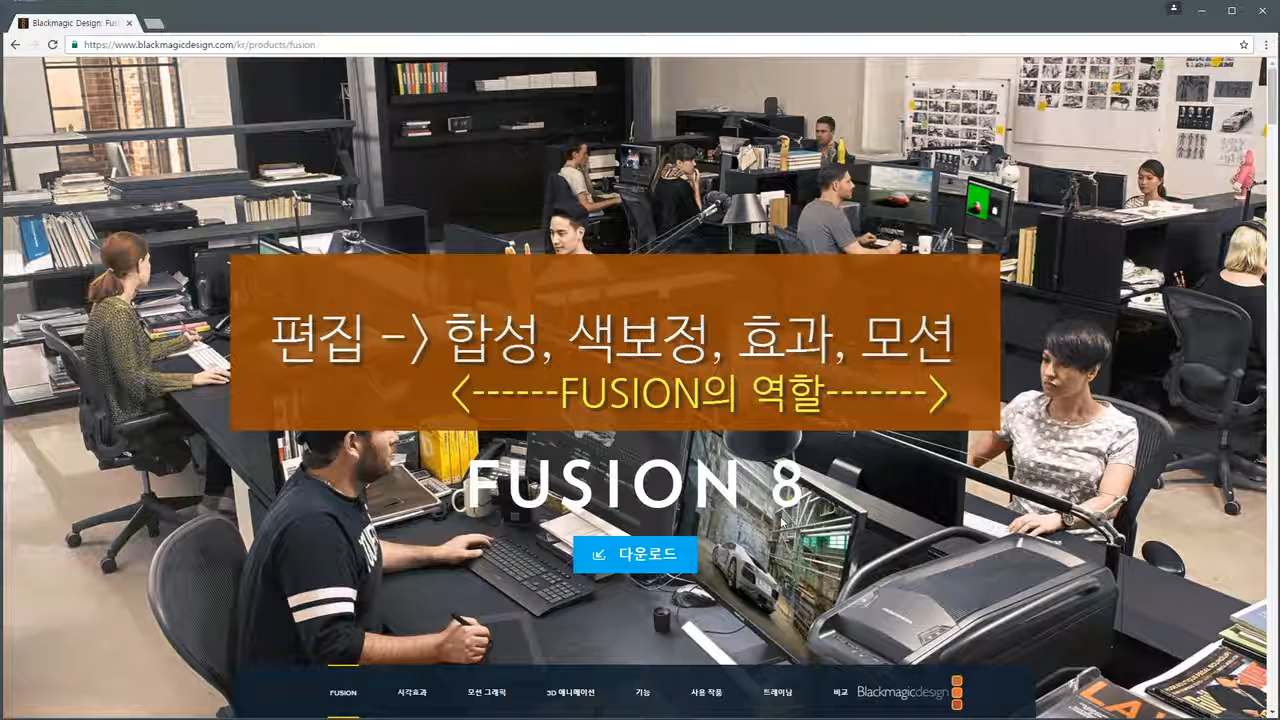 Blackmagic Design: Fus
https://www.blackmagicdesign.com/kr/products/fusion
편집 -> 합성, 색보정, 효과, 모션
<------FUSION의 역할------->
FUSION 8
다운로드
FUSION 시각효과 모션 그래픽 3D 애니메이션 기능 사용 작품 트레이닝 비교 Blackmagicdesign